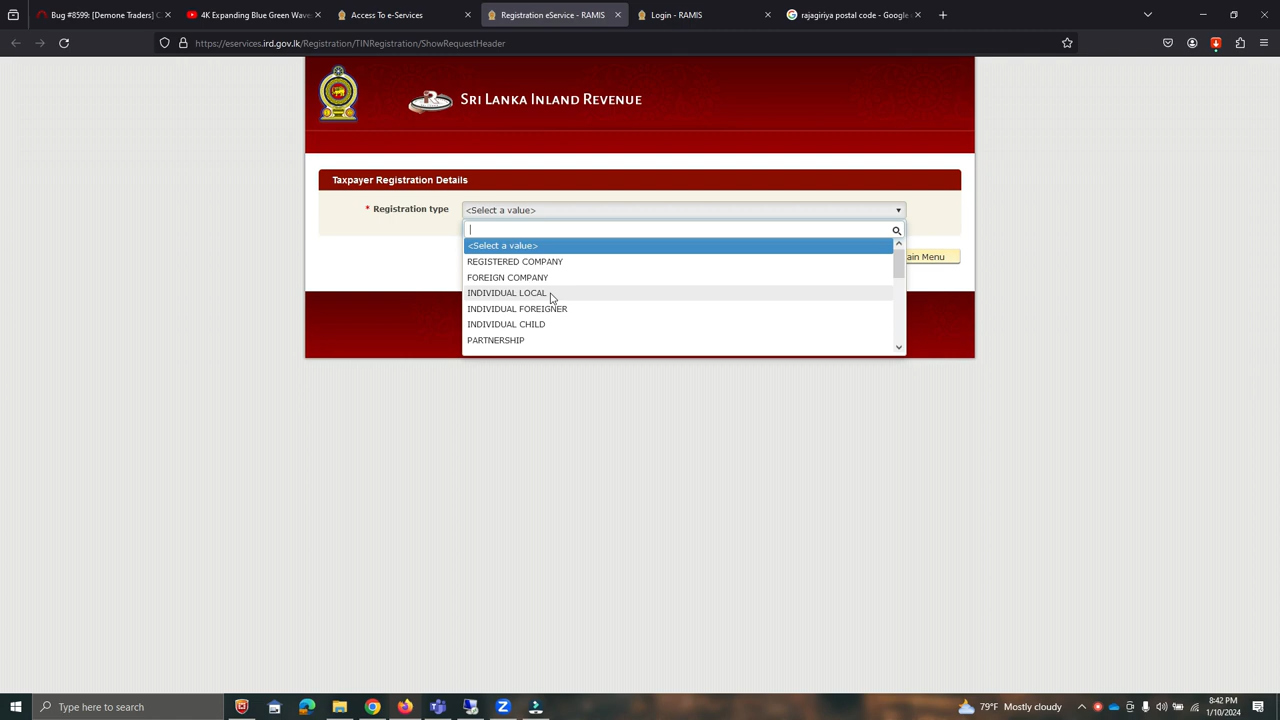 Bug #8599: [Demone Traders] C
4K Expanding Blue Green Wave
Access To e-Service
Registration eService - RAMIS
Login - RAMIS
rajagiriya postal code - Google
https://eservices.ird.gov.lk/Registration/TINRegistration/ShowRequestHeader
SRI LANKA INLAND REVENUE
Taxpayer Registration Details
* Registration type
<Select a value>
<Select a value>
REGISTERED COMPANY
FOREIGN COMPANY
INDIVIDUAL LOCAL
INDIVIDUAL FOREIGNER
INDIVIDUAL CHILD
PARTNERSHIP
ain Menu
Type here to search
79°F Mostly cloudy
8:42 PM
1/10/2024